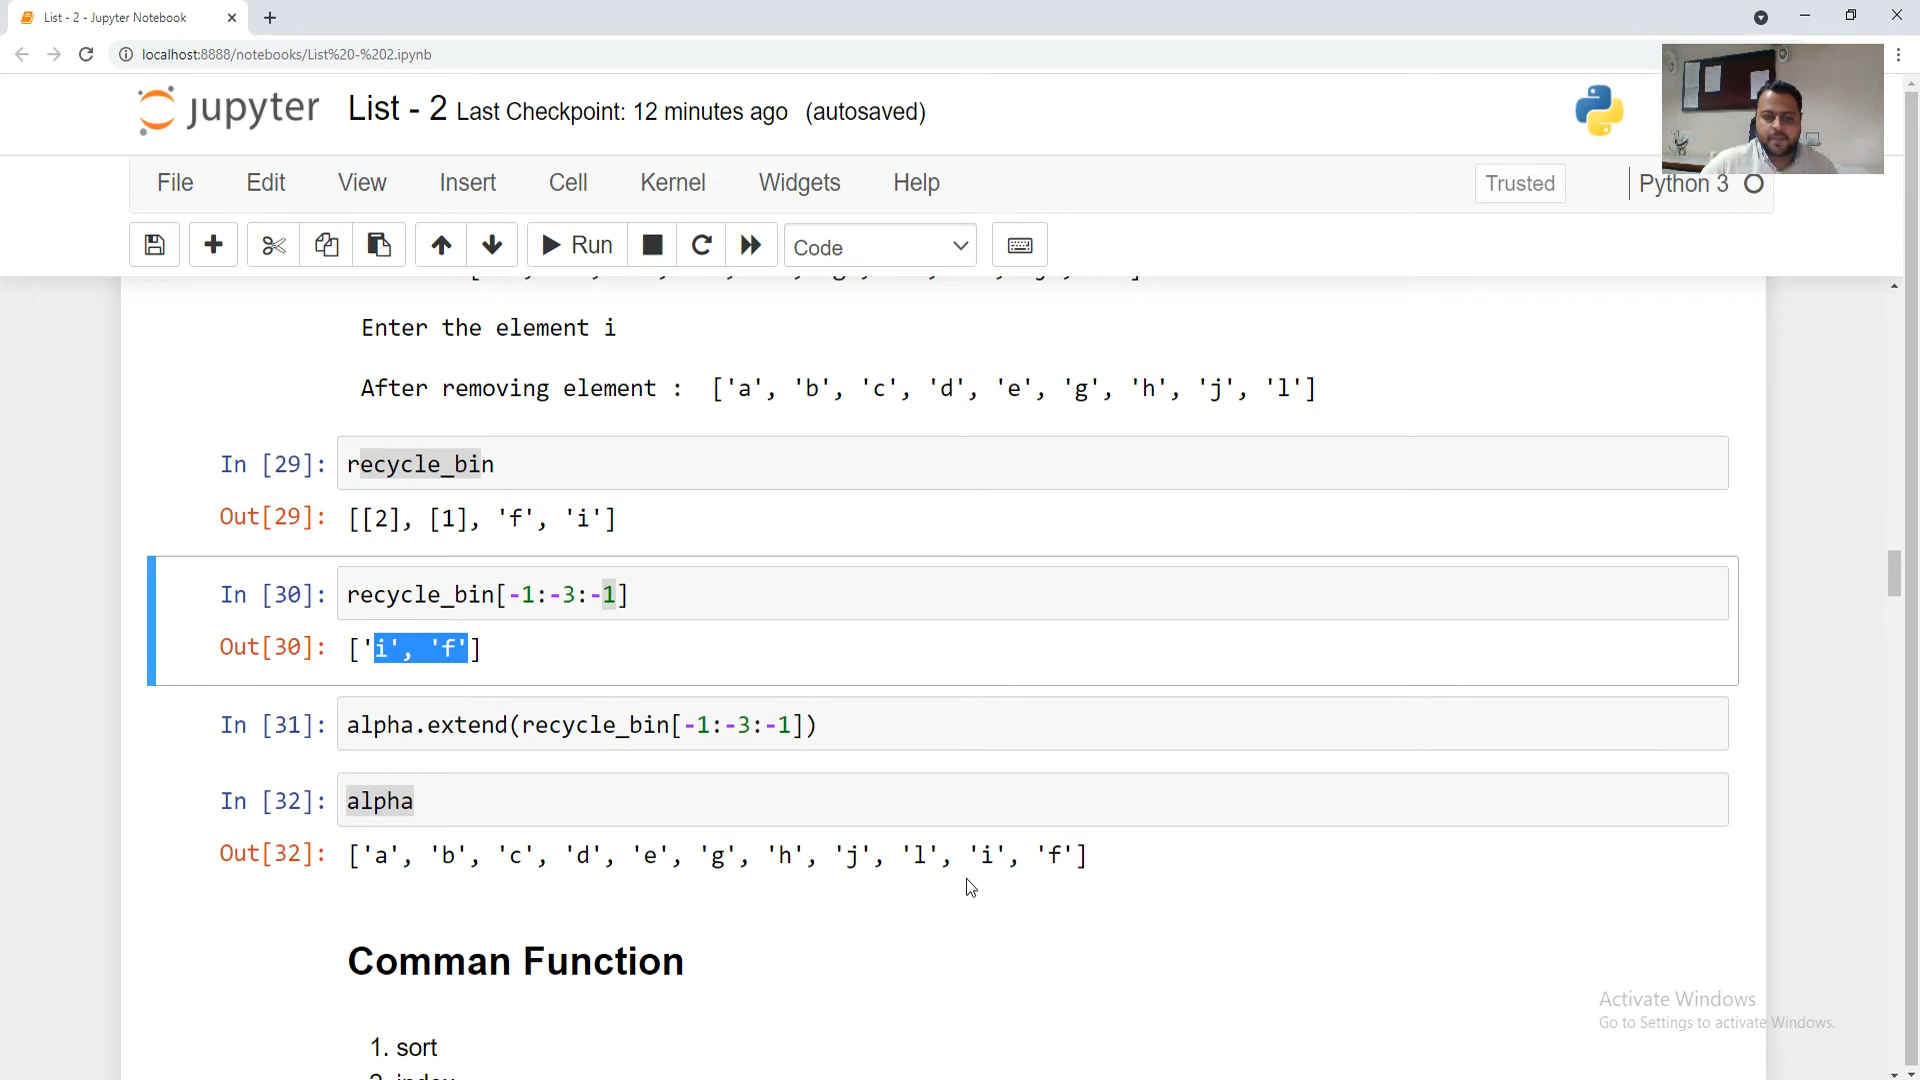 List - 2 - Jupyter Notebook
localhost:8888/notebooks/List%20-%202.ipynb
jupyter List - 2 Last Checkpoint: 12 minutes ago (autosaved)
File Edit View Insert Cell Kernel Widgets Help Trusted Python 3
Run Code
Enter the element i
After removing element : ['a', 'b', 'c', 'd', 'e', 'g', 'h', 'j', 'l']
In [29]: recycle_bin
Out[29]: [[2], [1], 'f', 'i']
In [30]: recycle_bin[-1:-3:-1]
Out[30]: ['i', 'f']
In [31]: alpha.extend(recycle_bin[-1:-3:-1])
In [32]: alpha
Out[32]: ['a', 'b', 'c', 'd', 'e', 'g', 'h', 'j', 'l', 'i', 'f']
Comman Function
1. sort
Activate Windows
Go to Settings to activate Windows.